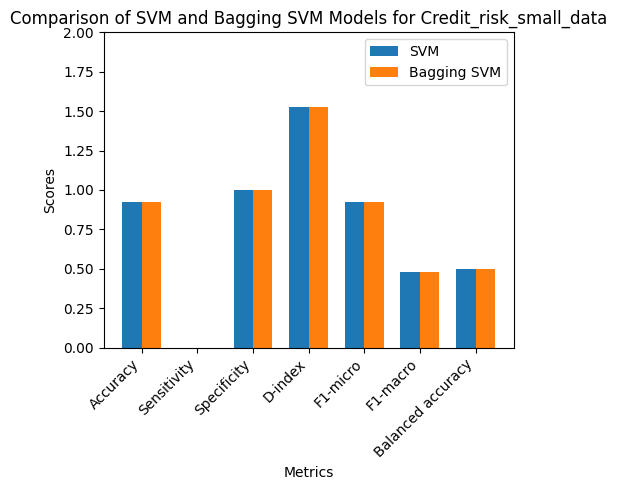 Comparison of SVM and Bagging SVM Models for Credit_risk_small_data
2.00
1.75
1.50
1.25
1.00
0.75
0.50
0.25
0.00
Scores
SVM
Bagging SVM
Accuracy
Sensitivity
Specificity
D-index
F1-micro
F1-macro
Balanced accuracy
Metrics